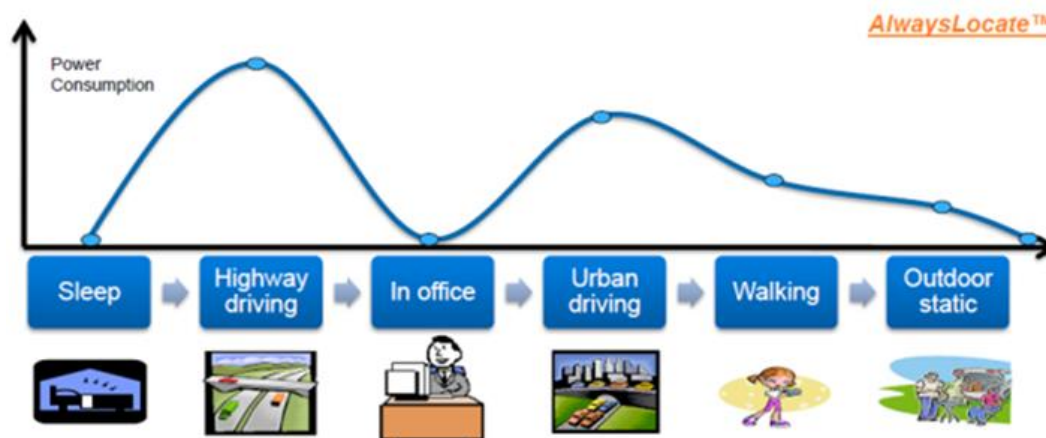 AlwaysLocate™
Power
Consumption
Sleep
Highway
driving
In office
Urban
driving
Walking
Outdoor
static